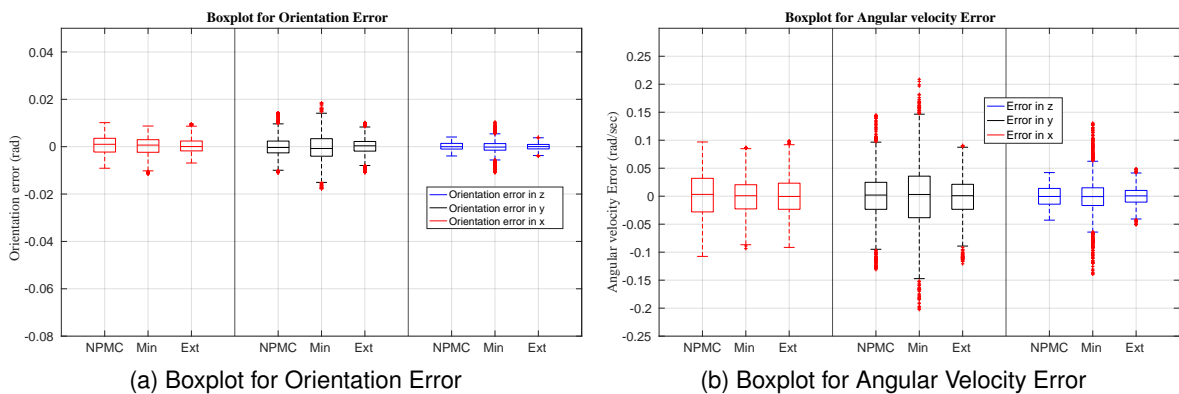 Boxplot for Orientation Error
Orientation error (rad)
0.04
0.02
0
-0.02
-0.04
-0.06
-0.08
Orientation error in z
Orientation error in y
Orientation error in x
NPMC Min Ext NPMC Min Ext NPMC Min Ext
(a) Boxplot for Orientation Error
Boxplot for Angular velocity Error
Angular velocity Error (rad/sec)
0.25
0.2
0.15
0.1
0.05
0
-0.05
-0.1
-0.15
-0.2
-0.25
Error in z
Error in y
Error in x
NPMC Min Ext NPMC Min Ext NPMC Min Ext
(b) Boxplot for Angular Velocity Error